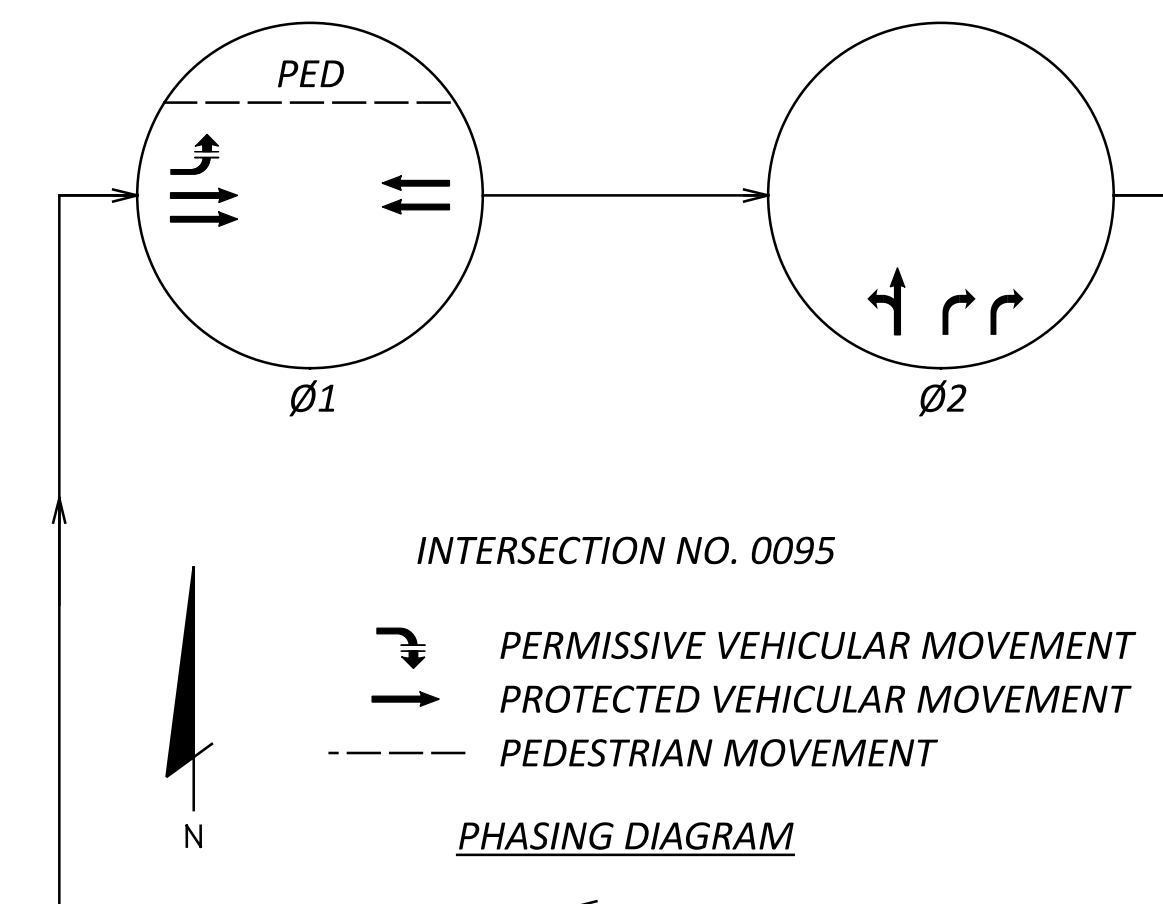 PED
Ø1
Ø2
INTERSECTION NO. 0095
PERMISSIVE VEHICULAR MOVEMENT
PROTECTED VEHICULAR MOVEMENT
PEDESTRIAN MOVEMENT
N
PHASING DIAGRAM